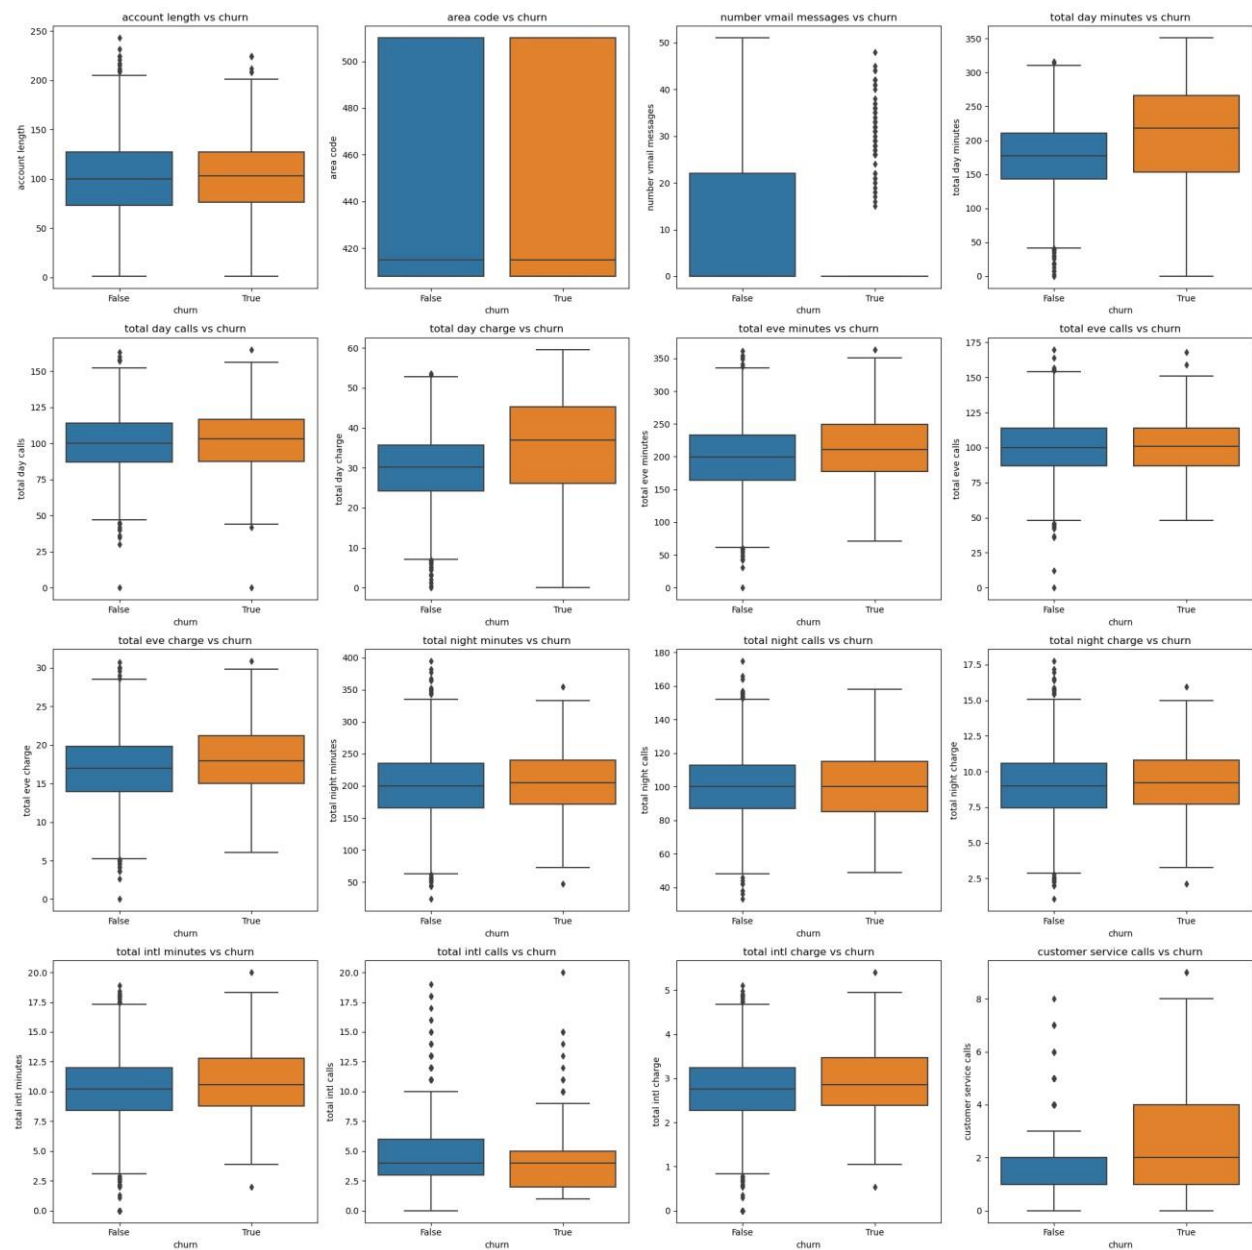 account length vs churn
250
200
150
100
50
0
account length
False
True
churn
area code vs churn
500
480
460
440
420
area code
False
True
churn
number vmail messages vs churn
50
40
30
20
10
0
number vmail messages
False
True
churn
total day minutes vs churn
350
300
250
200
150
100
50
0
total day minutes
False
True
churn
total day calls vs churn
150
125
100
75
50
25
0
total day calls
False
True
churn
total day charge vs churn
60
50
40
30
20
10
0
total day charge
False
True
churn
total eve minutes vs churn
350
300
250
200
150
100
50
0
total eve minutes
False
True
churn
total eve calls vs churn
175
150
125
100
75
50
25
0
total eve calls
False
True
churn
total eve charge vs churn
30
25
20
15
10
5
0
total eve charge
False
True
churn
total night minutes vs churn
400
350
300
250
200
150
100
50
total night minutes
False
True
churn
total night calls vs churn
180
160
140
120
100
80
60
40
total night calls
False
True
churn
total night charge vs churn
17.5
15.0
12.5
10.0
7.5
5.0
2.5
total night charge
False
True
churn
total intl minutes vs churn
20.0
17.5
15.0
12.5
10.0
7.5
5.0
2.5
0.0
total intl minutes
False
True
churn
total intl calls vs churn
20.0
17.5
15.0
12.5
10.0
7.5
5.0
2.5
0.0
total intl calls
False
True
churn
total intl charge vs churn
5
4
3
2
1
0
total intl charge
False
True
churn
customer service calls vs churn
8
6
4
2
0
customer service calls
False
True
churn